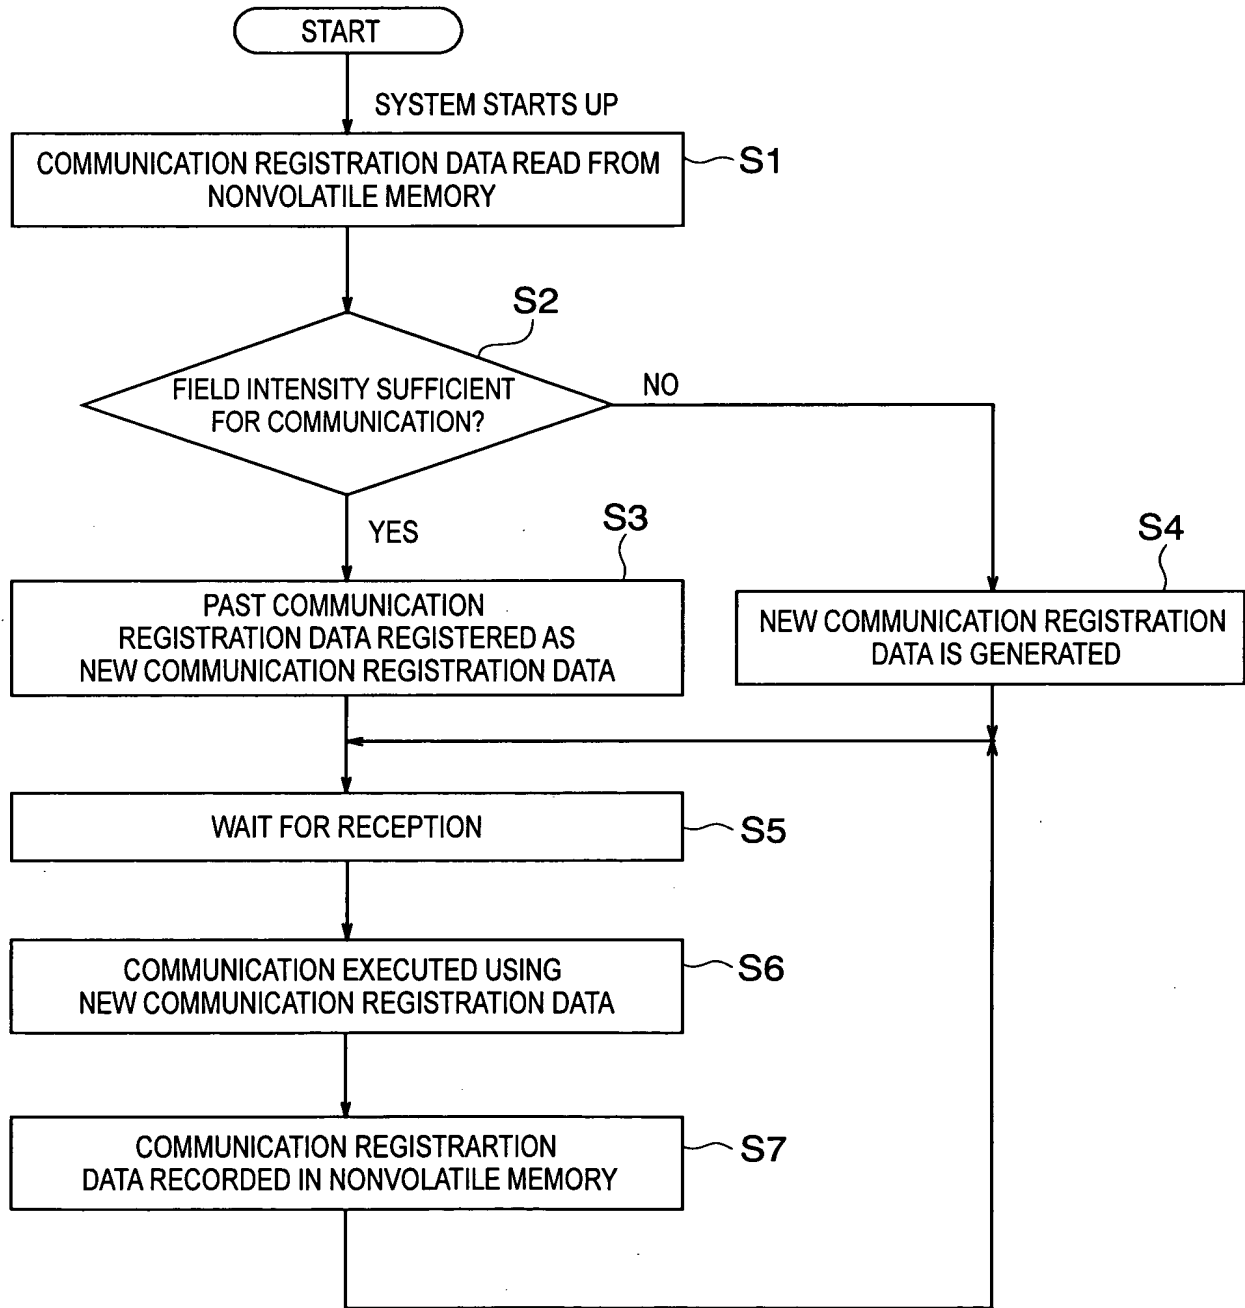 START
SYSTEM STARTS UP
COMMUNICATION REGISTRATION DATA READ FROM
NONVOLATILE MEMORY
S1
S2
FIELD INTENSITY SUFFICIENT
FOR COMMUNICATION?
NO
YES
S3
PAST COMMUNICATION
REGISTRATION DATA REGISTERED AS
NEW COMMUNICATION REGISTRATION DATA
S4
NEW COMMUNICATION REGISTRATION
DATA IS GENERATED
WAIT FOR RECEPTION
S5
COMMUNICATION EXECUTED USING
NEW COMMUNICATION REGISTRATION DATA
S6
COMMUNICATION REGISTRARTION
DATA RECORDED IN NONVOLATILE MEMORY
S7